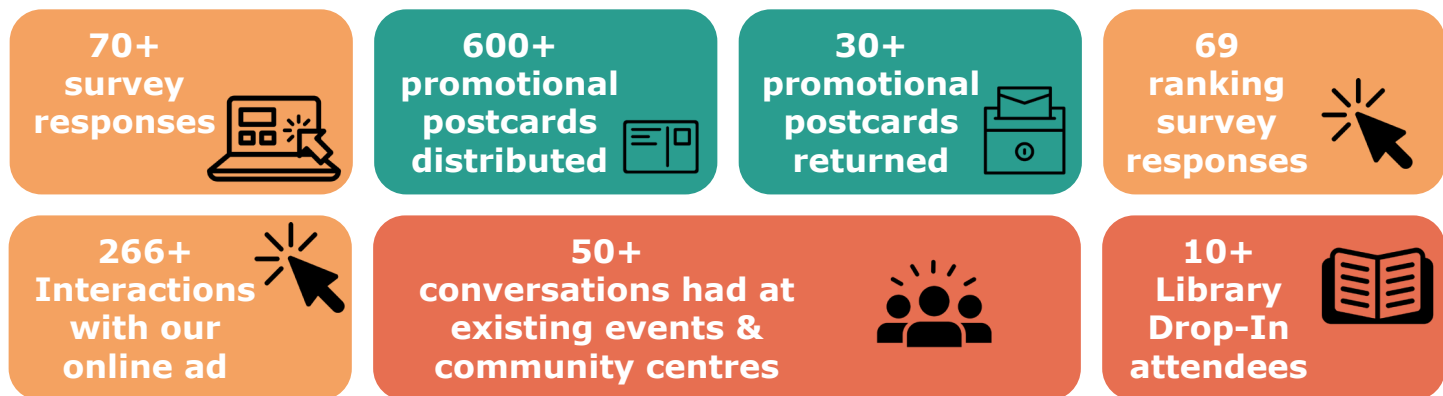 70+
survey
responses
600+
promotional
postcards
distributed
30+
promotional
postcards
returned
69
ranking
survey
responses
266+
Interactions
with our
online ad
50+
conversations had at
existing events &
community centres
10+
Library
Drop-In
attendees